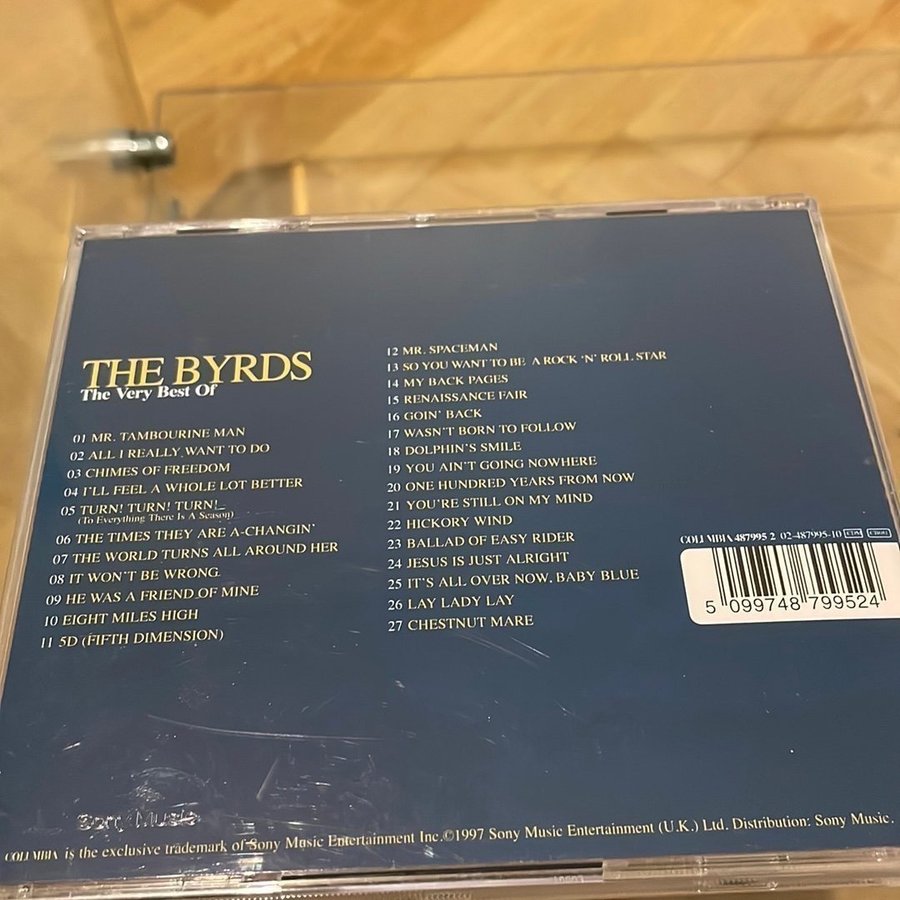 THE BYRDS
The Very Best Of
01 MR. TAMBOURINE MAN
02 ALL I REALLY WANT TO DO
03 CHIMES OF FREEDOM
04 I'LL FEEL A WHOLE LOT BETTER
05 TURN! TURN! TURN!
(To Everything There Is A Season)
06 THE TIMES THEY ARE A-CHANGIN'
07 THE WORLD TURNS ALL AROUND HER
08 IT WON'T BE WRONG
09 HE WAS A FRIEND OF MINE
10 EIGHT MILES HIGH
11 5D (FIFTH DIMENSION)
12 MR. SPACEMAN
13 SO YOU WANT TO BE A ROCK 'N' ROLL STAR
14 MY BACK PAGES
15 RENAISSANCE FAIR
16 GOIN' BACK
17 WASN'T BORN TO FOLLOW
18 DOLPHIN'S SMILE
19 YOU AIN'T GOING NOWHERE
20 ONE HUNDRED YEARS FROM NOW
21 YOU'RE STILL ON MY MIND
22 HICKORY WIND
23 BALLAD OF EASY RIDER
24 JESUS IS JUST ALRIGHT
25 IT'S ALL OVER NOW, BABY BLUE
26 LAY LADY LAY
27 CHESTNUT MARE
COLUMBIA 487995 2 02-487995-10
5 099748 799524
Sony Music
COLUMBIA is the exclusive trademark of Sony Music Entertainment Inc.©1997 Sony Music Entertainment (U.K.) Ltd. Distribution: Sony Music.